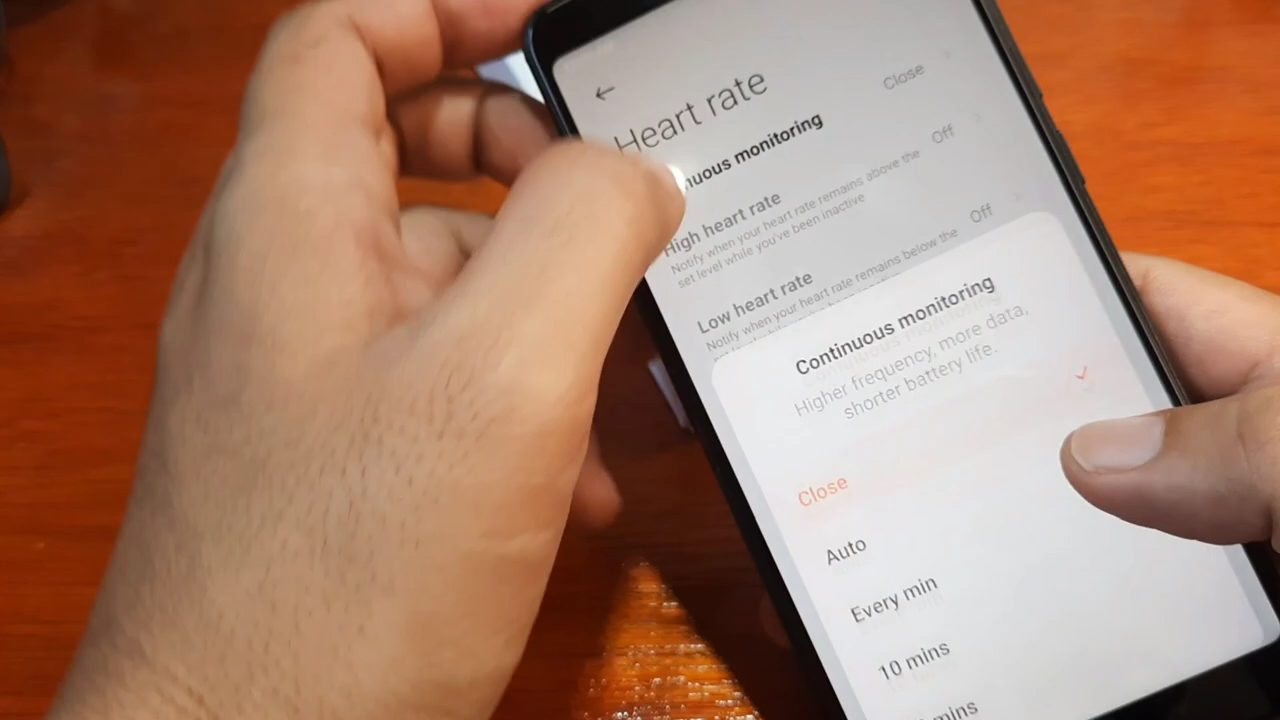 Heart rate
monitoring
Close
High heart rate
Off
Notify when your heart rate remains above the
set level while you've been inactive
Low heart rate
Off
Notify when your heart rate remains below the
Continuous monitoring
Higher frequency, more data,
shorter battery life.
Close
Auto
Every min
10 mins
mins